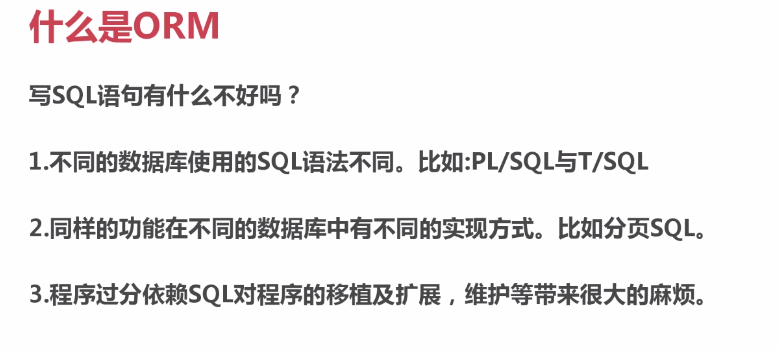 什么是ORM
写SQL语句有什么不好吗？
1.不同的数据库使用的SQL语法不同。比如:PL/SQL与T/SQL
2.同样的功能在不同的数据库中有不同的实现方式。比如分页SQL。
3.程序过分依赖SQL对程序的移植及扩展，维护等带来很大的麻烦。